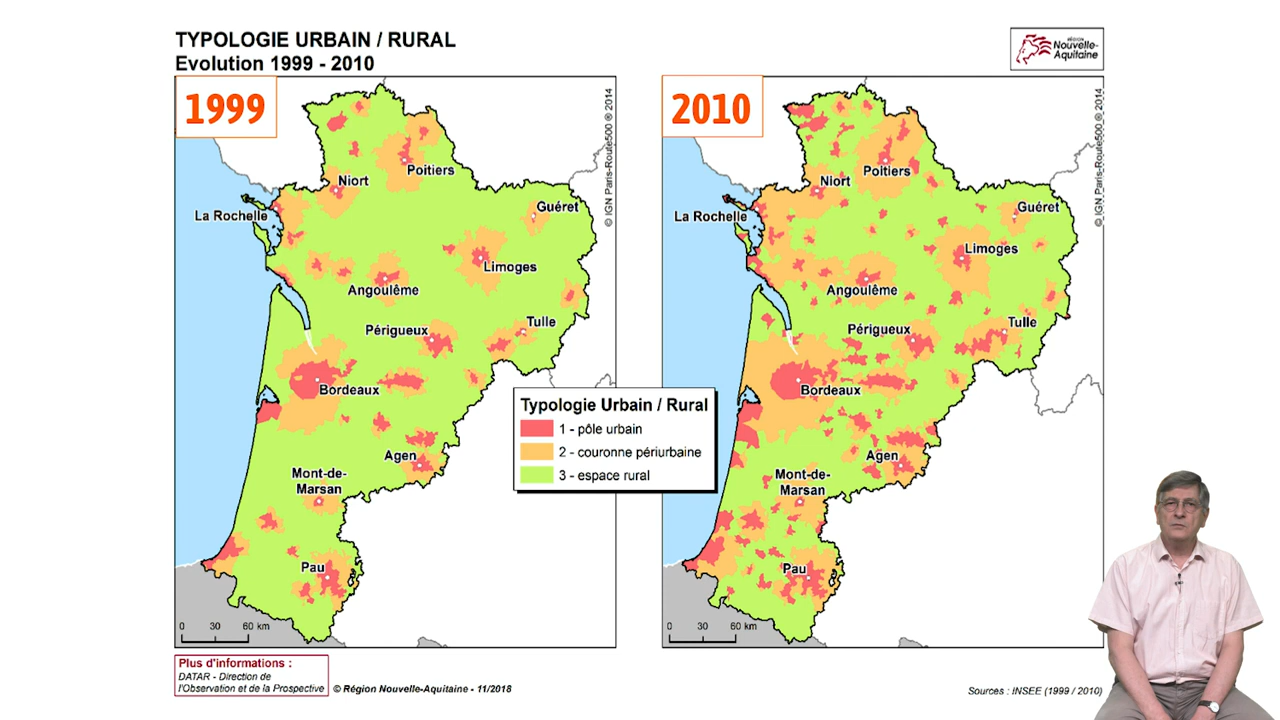 TYPOLOGIE URBAIN / RURAL
Evolution 1999 - 2010
RÉGION
Nouvelle-
Aquitaine
1999
© IGN Paris-Route500 ® 2014
Poitiers
Niort
La Rochelle
Guéret
Limoges
Angoulême
Périgueux
Tulle
Bordeaux
Agen
Mont-de-
Marsan
Pau
0 30 60 km
2010
© IGN Paris-Route500 ® 2014
Poitiers
Niort
La Rochelle
Guéret
Limoges
Angoulême
Périgueux
Tulle
Bordeaux
Agen
Mont-de-
Marsan
Pau
0 30 60 km
Typologie Urbain / Rural
1 - pôle urbain
2 - couronne périurbaine
3 - espace rural
Plus d'informations :
DATAR - Direction de
l'Observation et de la Prospective
© Région Nouvelle-Aquitaine - 11/2018
Sources : INSEE (1999 / 2010)